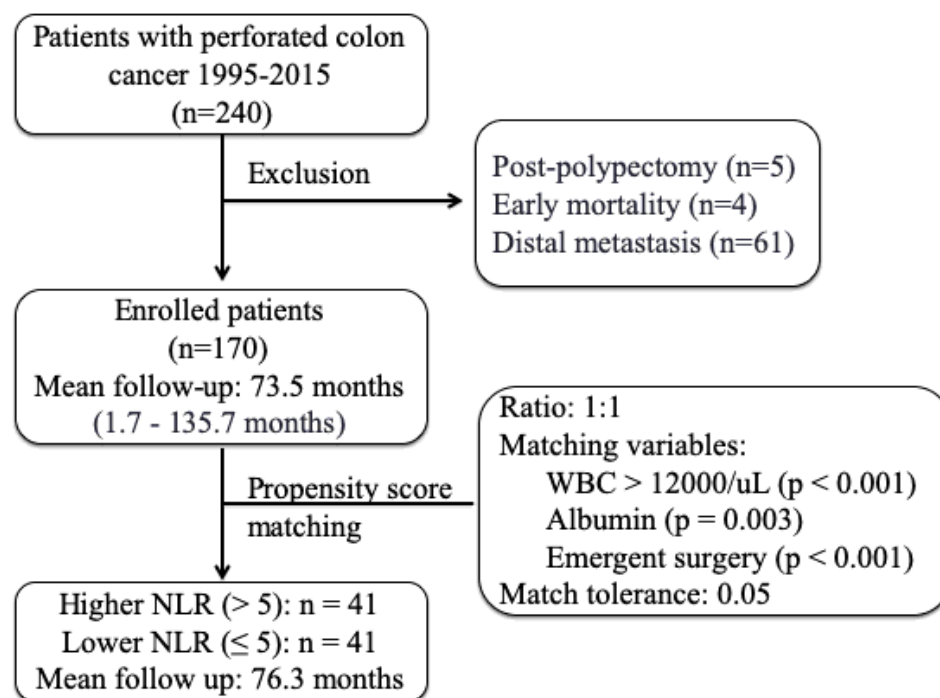 Patients with perforated colon
cancer 1995-2015
(n=240)
Exclusion
Post-polypectomy (n=5)
Early mortality (n=4)
Distal metastasis (n=61)
Enrolled patients
(n=170)
Mean follow-up: 73.5 months
(1.7 - 135.7 months)
Propensity score
matching
Ratio: 1:1
Matching variables:
WBC > 12000/uL (p < 0.001)
Albumin (p = 0.003)
Emergent surgery (p < 0.001)
Match tolerance: 0.05
Higher NLR (> 5): n = 41
Lower NLR (≤ 5): n = 41
Mean follow up: 76.3 months